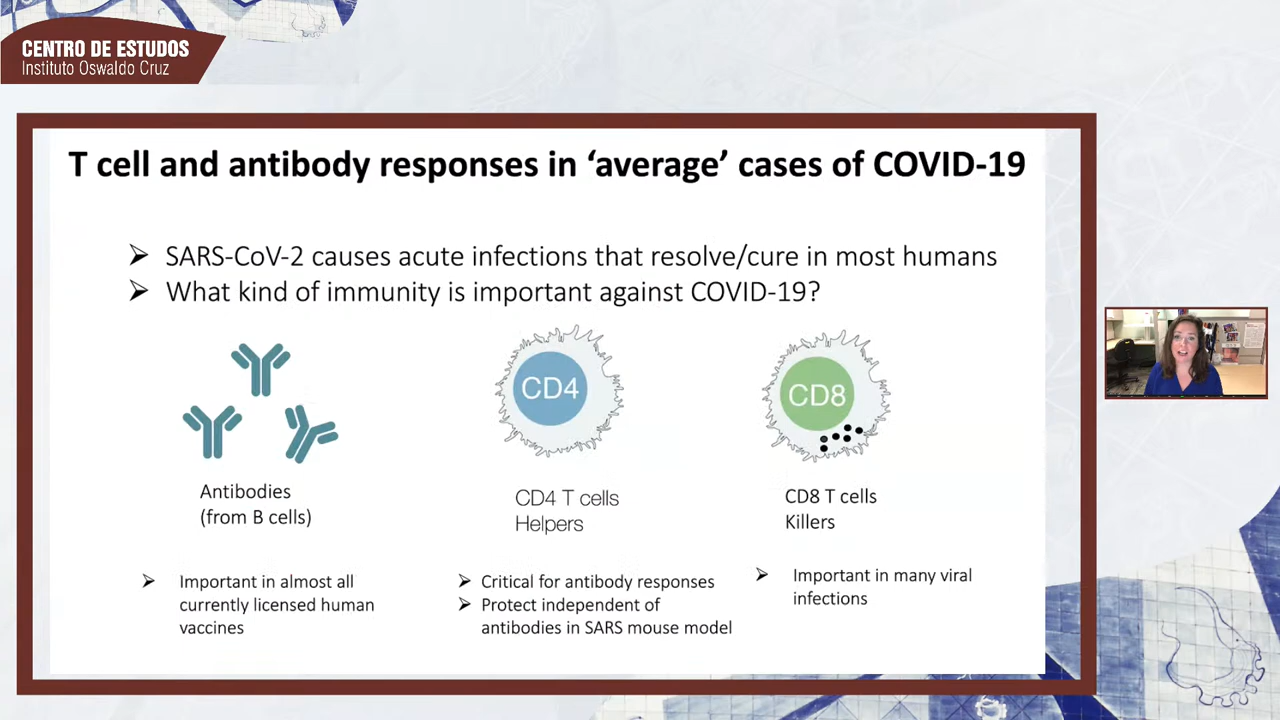 CENTRO DE ESTUDOS
Instituto Oswaldo Cruz
T cell and antibody responses in ‘average’ cases of COVID-19
➢ SARS-CoV-2 causes acute infections that resolve/cure in most humans
➢ What kind of immunity is important against COVID-19?
CD4
CD8
Antibodies
(from B cells)
CD4 T cells
Helpers
CD8 T cells
Killers
➢ Important in almost all
currently licensed human
vaccines
➢ Critical for antibody responses
➢ Protect independent of
antibodies in SARS mouse model
➢ Important in many viral
infections